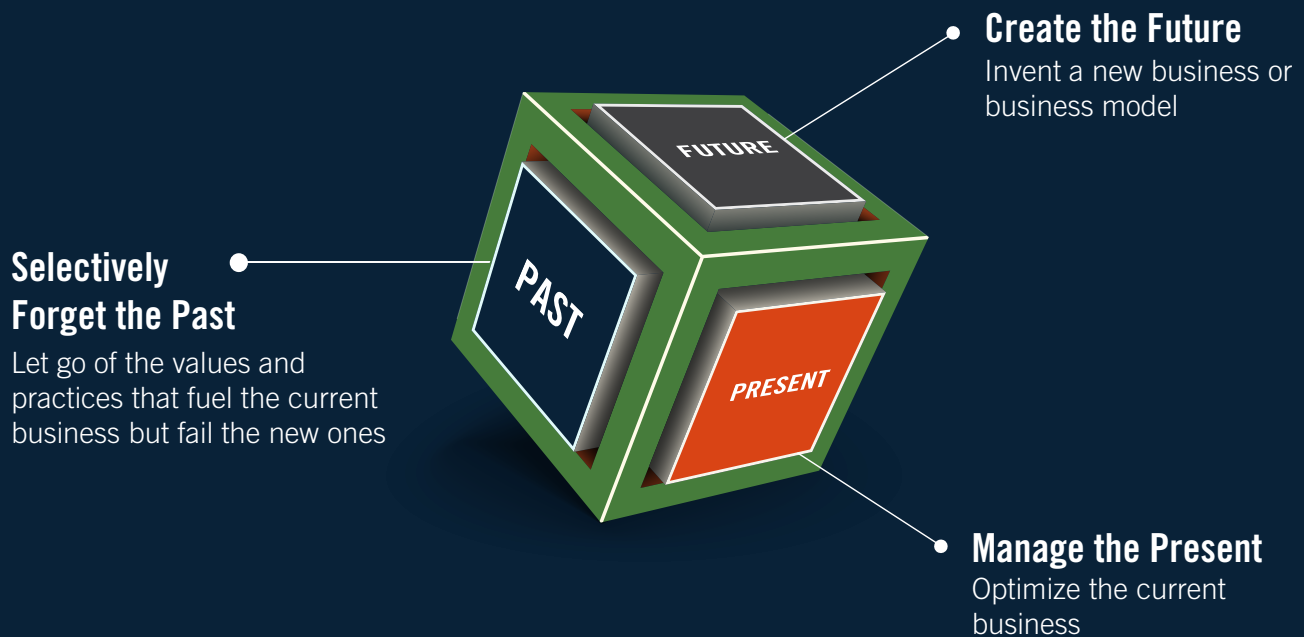 Create the Future
Invent a new business or
business model
FUTURE
Selectively
Forget the Past
Let go of the values and
practices that fuel the current
business but fail the new ones
PAST
PRESENT
Manage the Present
Optimize the current
business